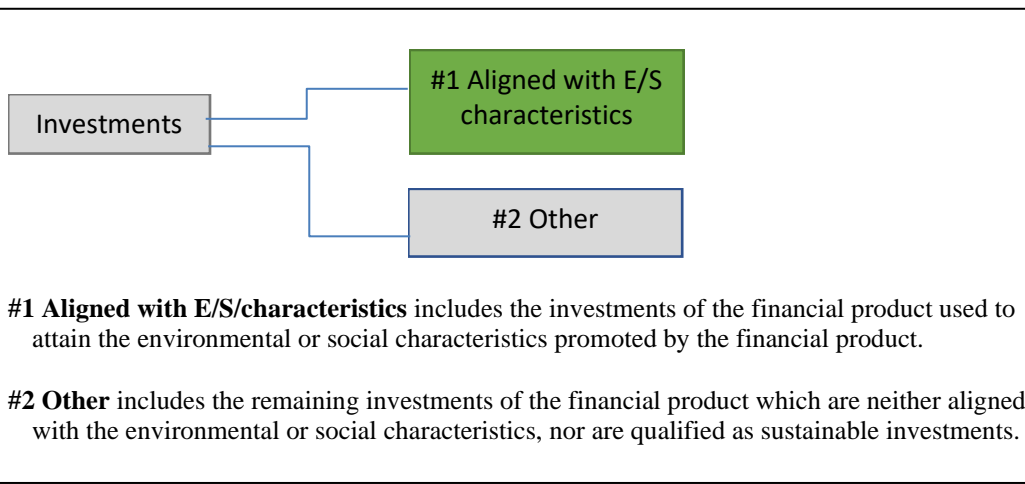 #1 Aligned with E/S
characteristics
Investments
#2 Other
#1 Aligned with E/S/characteristics includes the investments of the financial product used to
attain the environmental or social characteristics promoted by the financial product.
#2 Other includes the remaining investments of the financial product which are neither aligned
with the environmental or social characteristics, nor are qualified as sustainable investments.